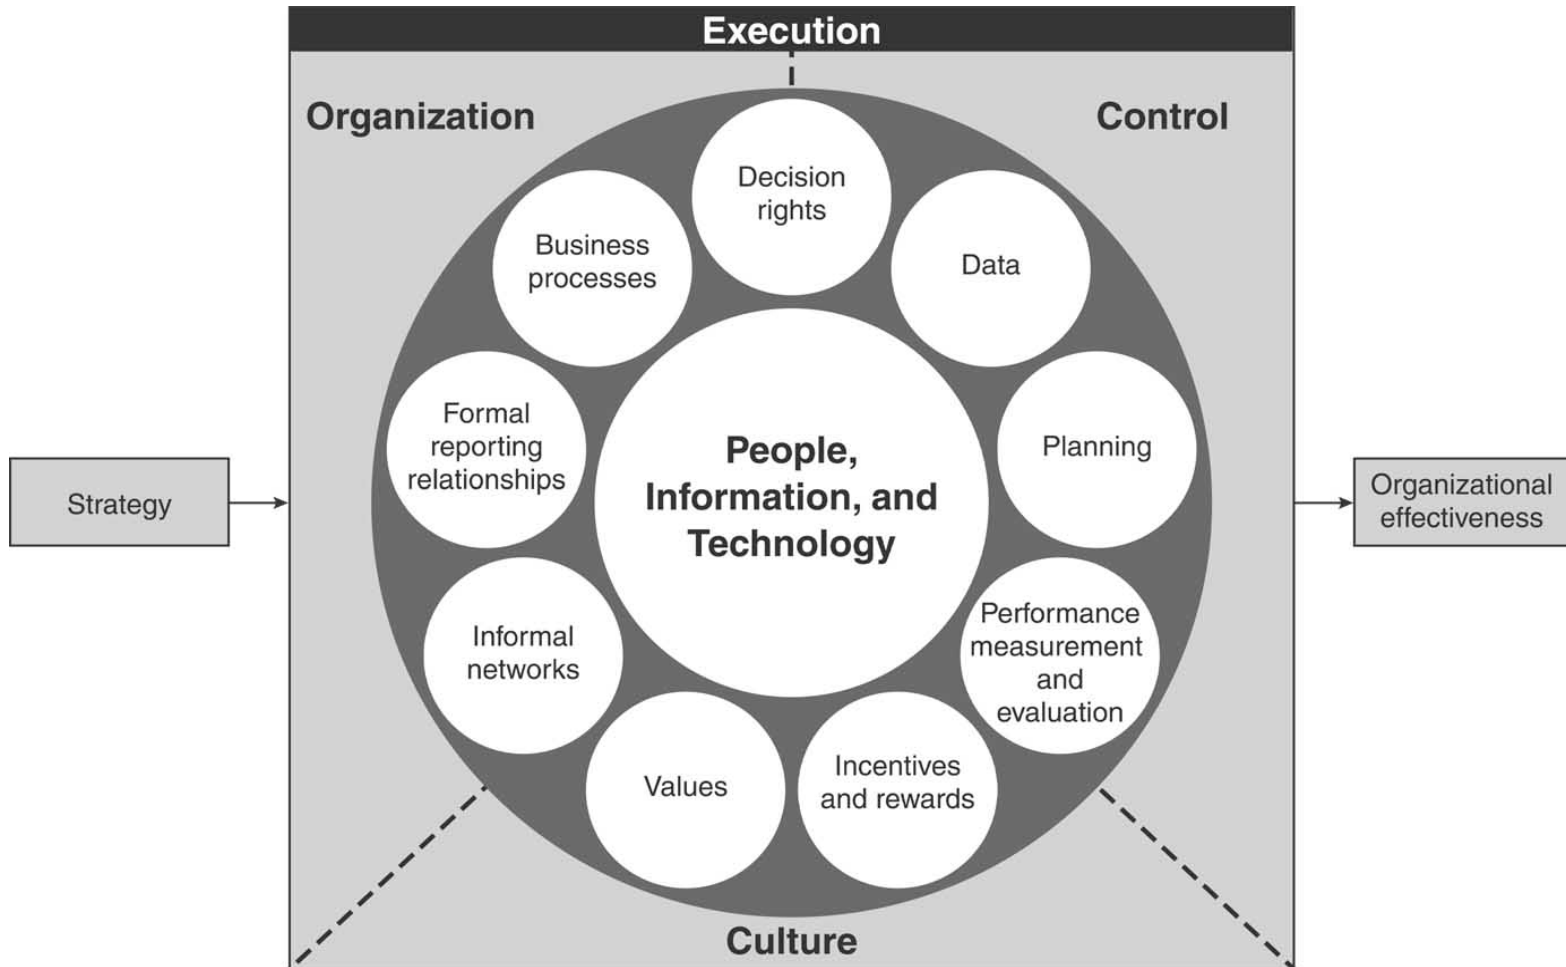 Execution
Organization
Control
Decision
rights
Business
processes
Data
Formal
reporting
relationships
People,
Information, and
Technology
Planning
Strategy
Organizational
effectiveness
Informal
networks
Performance
measurement
and
evaluation
Values
Incentives
and rewards
Culture